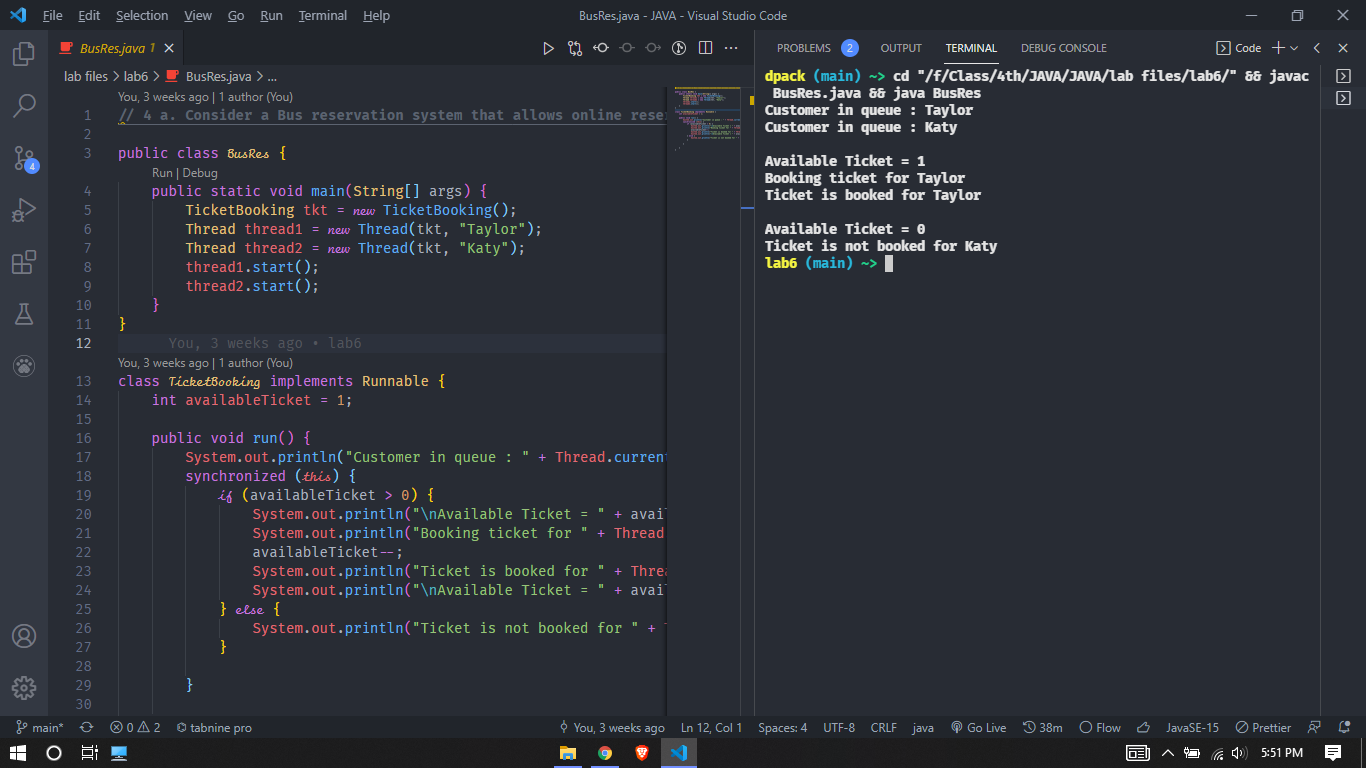 File Edit Selection View Go Run Terminal Help BusRes.java - JAVA - Visual Studio Code
BusRes.java 1
PROBLEMS 2 OUTPUT TERMINAL DEBUG CONSOLE Code
lab files > lab6 > BusRes.java > ...
You, 3 weeks ago | 1 author (You)
1 // 4 a. Consider a Bus reservation system that allows online reser
2
3 public class BusRes {
Run | Debug
4 public static void main(String[] args) {
5 TicketBooking tkt = new TicketBooking();
6 Thread thread1 = new Thread(tkt, "Taylor");
7 Thread thread2 = new Thread(tkt, "Katy");
8 thread1.start();
9 thread2.start();
10 }
11 }
12 You, 3 weeks ago • lab6
You, 3 weeks ago | 1 author (You)
13 class TicketBooking implements Runnable {
14 int availableTicket = 1;
15
16 public void run() {
17 System.out.println("Customer in queue : " + Thread.current
18 synchronized (this) {
19 if (availableTicket > 0) {
20 System.out.println("\nAvailable Ticket = " + avail
21 System.out.println("Booking ticket for " + Thread
22 availableTicket--;
23 System.out.println("Ticket is booked for " + Threa
24 System.out.println("\nAvailable Ticket = " + avail
25 } else {
26 System.out.println("Ticket is not booked for " +
27 }
28
29 }
30
dpack (main) ~> cd "/f/Class/4th/JAVA/JAVA/lab files/lab6/" && javac
BusRes.java && java BusRes
Customer in queue : Taylor
Customer in queue : Katy
Available Ticket = 1
Booking ticket for Taylor
Ticket is booked for Taylor
Available Ticket = 0
Ticket is not booked for Katy
lab6 (main) ~>
4
main* 0 2 tabnine pro You, 3 weeks ago Ln 12, Col 1 Spaces: 4 UTF-8 CRLF java Go Live 38m Flow JavaSE-15 Prettier
5:51 PM